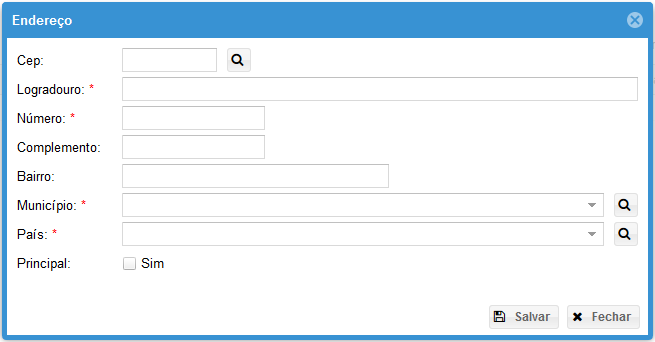 Endereço
Cep:
Logradouro: *
Número: *
Complemento:
Bairro:
Município: *
País: *
Principal: Sim
Salvar Fechar